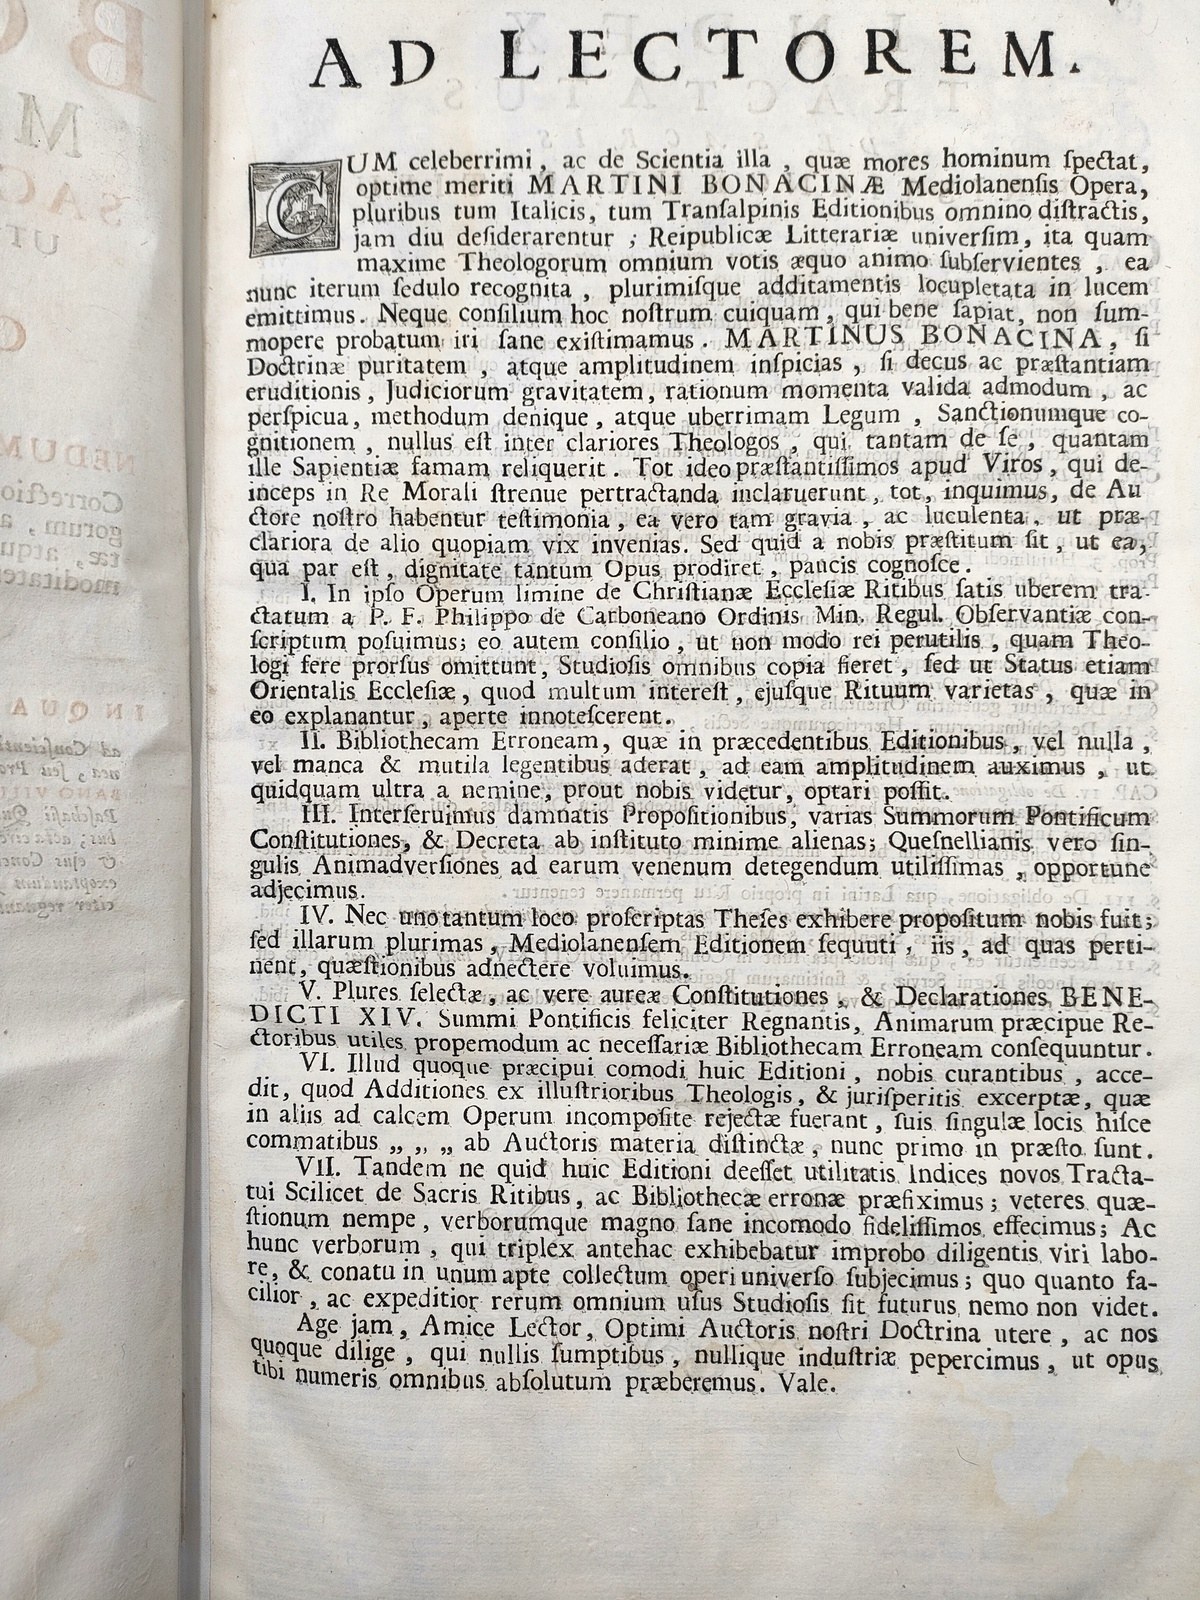 AD LECTOREM.
CUM celeberrimi, ac de Scientia illa, quæ mores hominum ſpectat,
optime meriti MARTINI BONACINÆ Mediolanenſis Opera,
pluribus tum Italicis, tum Tranſalpinis Editionibus omnino diſtractis,
jam diu deſiderarentur; Reipublicæ Litterariæ univerſim, ita quam
maxime Theologorum omnium votis æquo animo ſubſervientes, ea
nunc iterum ſedulo recognita, plurimiſque additamentis locupletata in lucem
emittimus. Neque conſilium hoc noſtrum cuiquam, qui bene ſapiat, non ſum-
mopere probatum iri ſane exiſtimamus. MARTINUS BONACINA, ſi
Doctrinæ puritatem, atque amplitudinem inſpicias, ſi decus ac præſtantiam
eruditionis, Judiciorum gravitatem, rationum momenta valida admodum, ac
perſpicua, methodum denique, atque uberrimam Legum, Sanctionumque co-
gnitionem, nullus eſt inter clariores Theologos, qui tantam de ſe, quantam
ille Sapientiæ famam reliquerit. Tot ideo præſtantiſſimos apud Viros, qui de-
inceps in Re Morali ſtrenue pertractanda inclaruerunt, tot, inquimus, de Au
ctore noſtro habentur teſtimonia, ea vero tam gravia, ac luculenta, ut præ-
clariora de alio quopiam vix invenias. Sed quid a nobis præſtitum ſit, ut ea,
qua par eſt, dignitate tantum Opus prodiret, paucis cognoſce.
I. In ipſo Operum limine de Chriſtianæ Eccleſiæ Ritibus ſatis uberem tra-
ctatum a P. F. Philippo de Carboneano Ordinis Min. Regul. Obſervantiæ con-
ſcriptum poſuimus; eo autem conſilio, ut non modo rei perutilis, quam Theo-
logi fere prorſus omittunt, Studioſis omnibus copia fieret, ſed ut Status etiam
Orientalis Eccleſiæ, quod multum intereſt, ejuſque Rituum varietas, quæ in
eo explanantur, aperte innoteſcerent.
II. Bibliothecam Erroneam, quæ in præcedentibus Editionibus, vel nulla,
vel manca & mutila legentibus aderat, ad eam amplitudinem auximus, ut
quidquam ultra a nemine, prout nobis videtur, optari poſſit.
III. Interſeruimus damnatis Propoſitionibus, varias Summorum Pontificum
Conſtitutiones, & Decreta ab inſtituto minime alienas; Queſnellianis vero ſin-
gulis Animadverſiones ad earum venenum detegendum utiliſſimas, opportune
adjecimus.
IV. Nec uno tantum loco proſcriptas Theſes exhibere propoſitum nobis fuit;
ſed illarum plurimas, Mediolanenſem Editionem ſequuti, iis, ad quas perti-
nent, quæſtionibus adnectere voluimus.
V. Plures ſelectæ, ac vere aureæ Conſtitutiones, & Declarationes BENE-
DICTI XIV. Summi Pontificis feliciter Regnantis, Animarum præcipue Re-
ctoribus utiles propemodum ac neceſſariæ Bibliothecam Erroneam conſequuntur.
VI. Illud quoque præcipui comodi huic Editioni, nobis curantibus, acce-
dit, quod Additiones ex illuſtrioribus Theologis, & juriſperitis excerptæ, quæ
in aliis ad calcem Operum incompoſite rejectæ fuerant, ſuis ſingulæ locis hiſce
commatibus „ „ „ ab Auctoris materia diſtinctæ, nunc primo in præſto ſunt.
VII. Tandem ne quid huic Editioni deeſſet utilitatis Indices novos Tracta-
tui Scilicet de Sacris Ritibus, ac Bibliothecæ erronæ præfiximus; veteres quæ-
ſtionum nempe, verborumque magno ſane incomodo fideliſſimos effecimus; Ac
hunc verborum, qui triplex antehac exhibebatur improbo diligentis viri labo-
re, & conatu in unum apte collectum operi univerſo ſubjecimus; quo quanto fa-
cilior, ac expeditior rerum omnium uſus Studioſis ſit futurus nemo non videt.
Age jam, Amice Lector, Optimi Auctoris noſtri Doctrina utere, ac nos
quoque dilige, qui nullis ſumptibus, nullique induſtriæ pepercimus, ut opus
tibi numeris omnibus abſolutum præberemus. Vale.